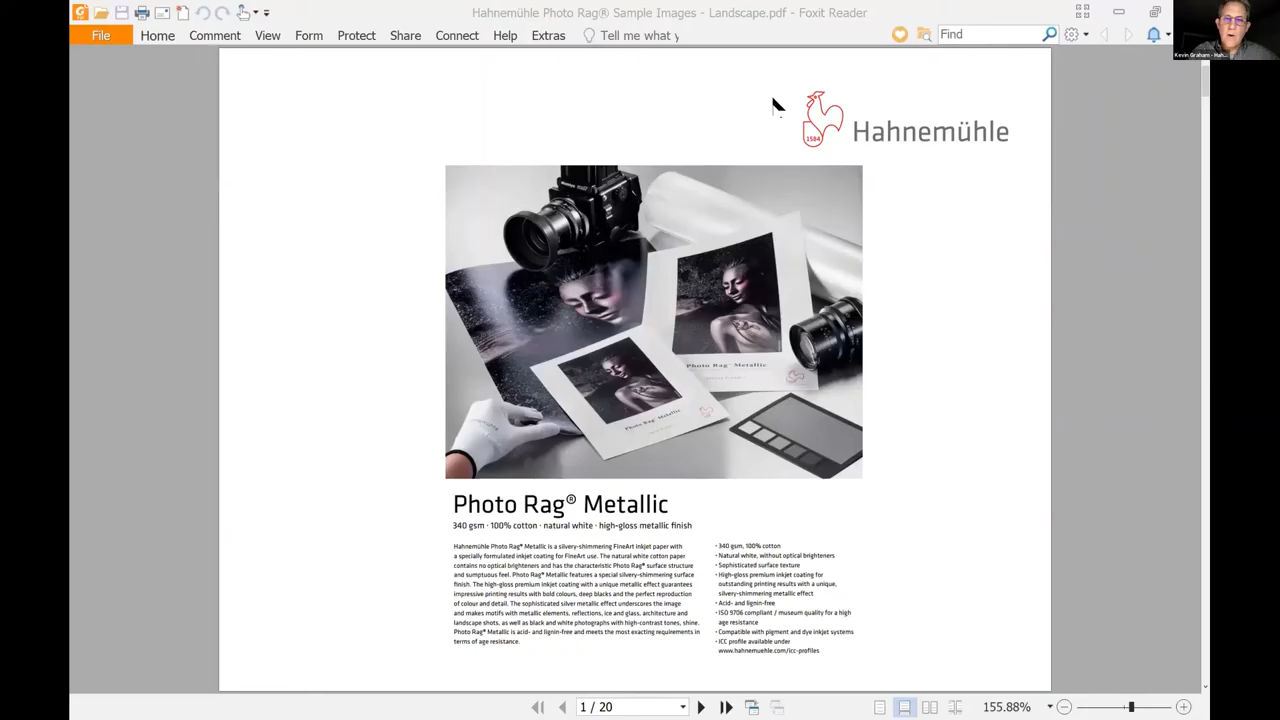 Hahnemühle Photo Rag® Sample Images - Landscape.pdf - Foxit Reader
File Home Comment View Form Protect Share Connect Help Extras Tell me what y Find
Kevin Graham - Hah...
1584
Hahnemühle
Photo Rag® Metallic
Photo Rag® Metallic
Photo Rag® Metallic
340 gsm · 100% cotton · natural white · high-gloss metallic finish
Hahnemühle Photo Rag® Metallic is a silvery-shimmering FineArt inkjet paper with
a specially formulated inkjet coating for FineArt use. The natural white cotton paper
contains no optical brighteners and has the characteristic Photo Rag® surface structure
and sumptuous feel. Photo Rag® Metallic features a special silvery-shimmering surface
finish. The high-gloss premium inkjet coating with a unique metallic effect guarantees
impressive printing results with bold colours, deep blacks and the perfect reproduction
of colour and detail. The sophisticated silver metallic effect underscores the image
and makes motifs with metallic elements, reflections, ice and glass, architecture and
landscape shots, as well as black and white photographs with high-contrast tones, shine.
Photo Rag® Metallic is acid- and lignin-free and meets the most exacting requirements in
terms of age resistance.
· 340 gsm, 100% cotton
· Natural white, without optical brighteners
· Sophisticated surface texture
· High-gloss premium inkjet coating for
outstanding printing results with a unique,
silvery-shimmering metallic effect
· Acid- and lignin-free
· ISO 9706 compliant / museum quality for a high
age resistance
· Compatible with pigment and dye inkjet systems
· ICC profile available under
www.hahnemuehle.com/icc-profiles
1 / 20
155.88%